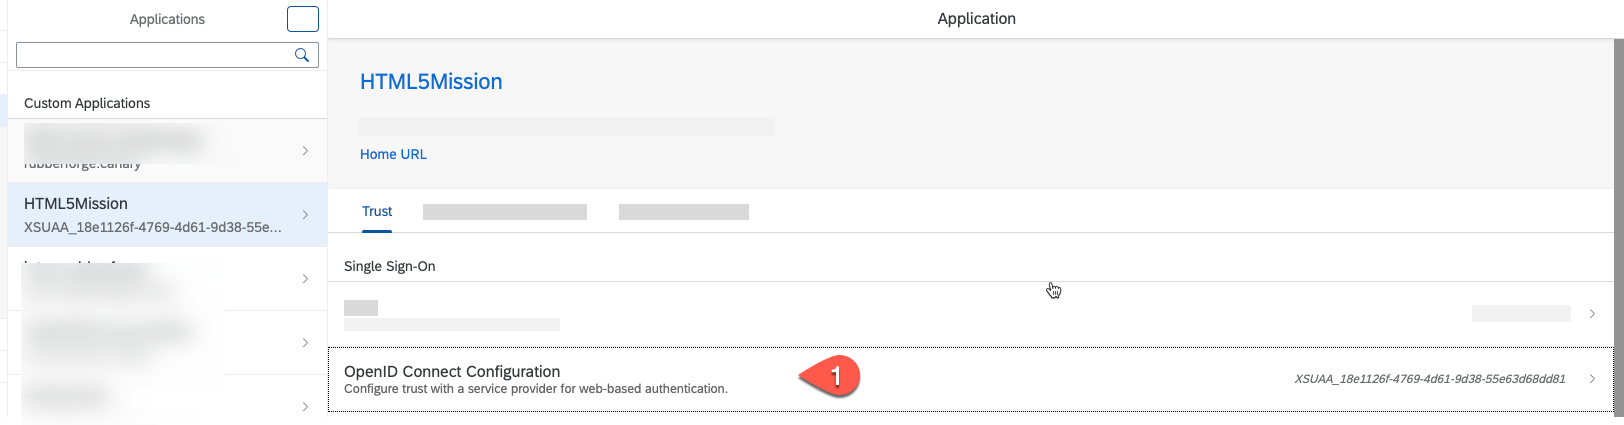 Applications
Application
Custom Applications
HTML5Mission
XSUAA_18e1126f-4769-4d61-9d38-55e...
HTML5Mission
Home URL
Trust
Single Sign-On
OpenID Connect Configuration
Configure trust with a service provider for web-based authentication.
1
XSUAA_18e1126f-4769-4d61-9d38-55e63d68dd81